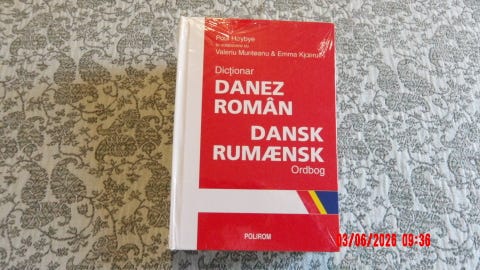 Poul Høybye
în colaborare cu
Valeriu Munteanu & Emma
Dicționar
DANEZ
ROMÂN
DANSK
RUMÆNSK
Ordbog
POLIROM
03/06/2026 09:36